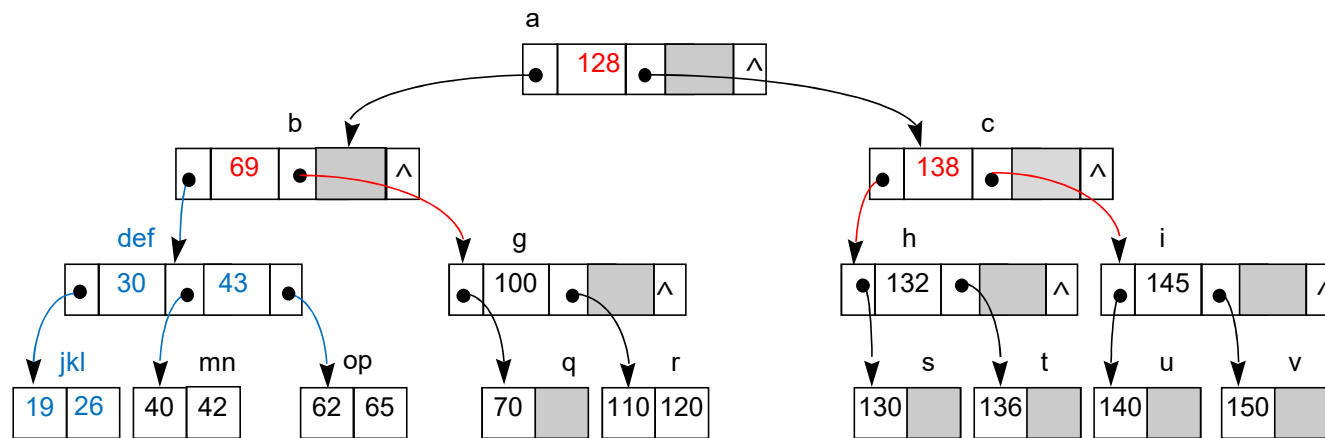 a
128 ^
b c
69 ^ 138 ^
def g h i
30 43 100 ^ 132 ^ 145 ^
jkl mn op q r s t u v
19 26 40 42 62 65 70 110 120 130 136 140 150